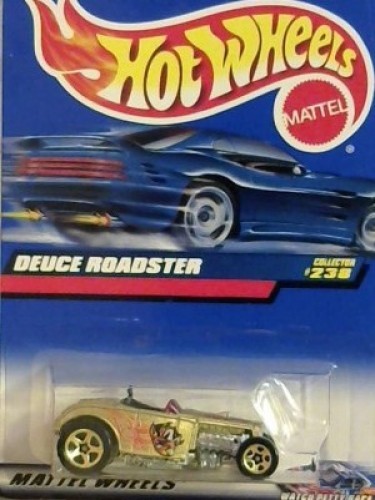 HOT WHEELS
MATTEL
®
DEUCE ROADSTER
COLLECTOR
#238
MATTEL WHEELS